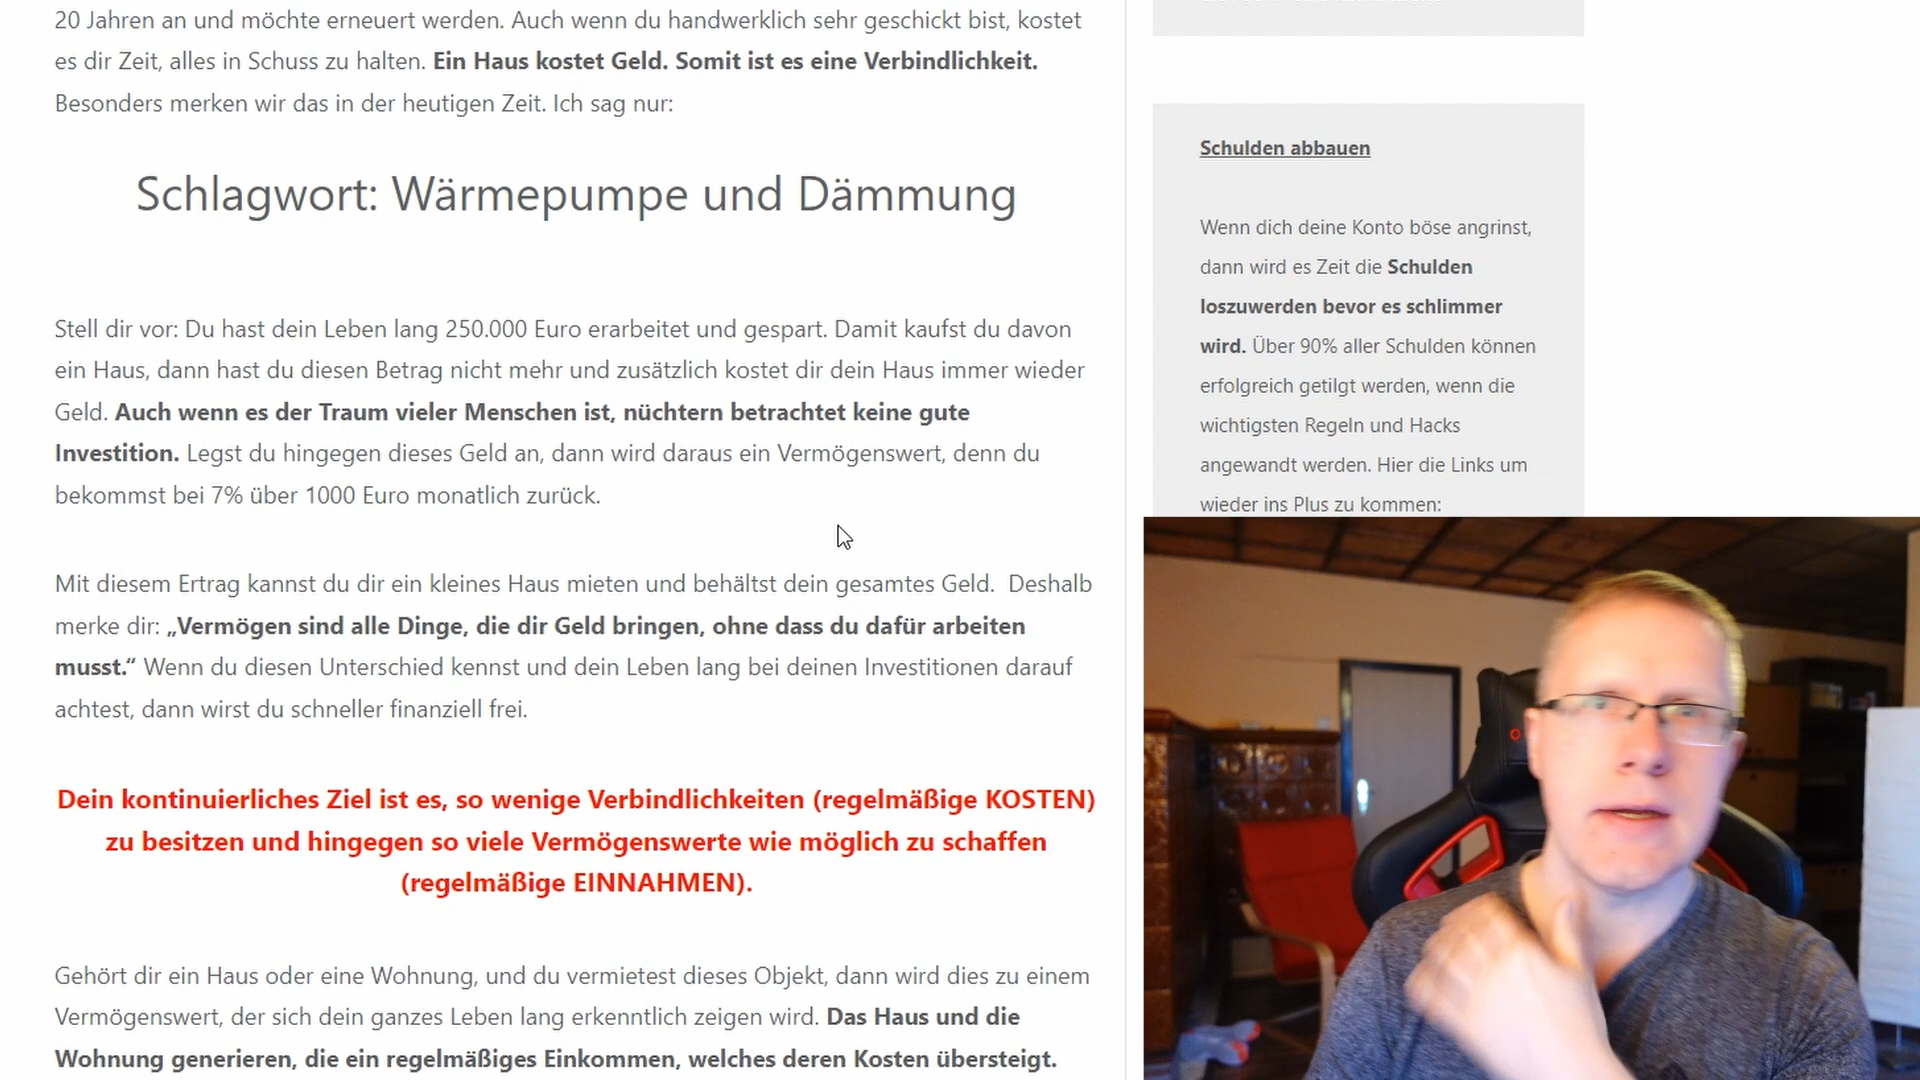 20 Jahren an und möchte erneuert werden. Auch wenn du handwerklich sehr geschickt bist, kostet
es dir Zeit, alles in Schuss zu halten. Ein Haus kostet Geld. Somit ist es eine Verbindlichkeit.
Besonders merken wir das in der heutigen Zeit. Ich sag nur:
Schlagwort: Wärmepumpe und Dämmung
Stell dir vor: Du hast dein Leben lang 250.000 Euro erarbeitet und gespart. Damit kaufst du davon
ein Haus, dann hast du diesen Betrag nicht mehr und zusätzlich kostet dir dein Haus immer wieder
Geld. Auch wenn es der Traum vieler Menschen ist, nüchtern betrachtet keine gute
Investition. Legst du hingegen dieses Geld an, dann wird daraus ein Vermögenswert, denn du
bekommst bei 7% über 1000 Euro monatlich zurück.
Mit diesem Ertrag kannst du dir ein kleines Haus mieten und behältst dein gesamtes Geld. Deshalb
merke dir: „Vermögen sind alle Dinge, die dir Geld bringen, ohne dass du dafür arbeiten
musst.“ Wenn du diesen Unterschied kennst und dein Leben lang bei deinen Investitionen darauf
achtest, dann wirst du schneller finanziell frei.
Dein kontinuierliches Ziel ist es, so wenige Verbindlichkeiten (regelmäßige KOSTEN)
zu besitzen und hingegen so viele Vermögenswerte wie möglich zu schaffen
(regelmäßige EINNAHMEN).
Gehört dir ein Haus oder eine Wohnung, und du vermietest dieses Objekt, dann wird dies zu einem
Vermögenswert, der sich dein ganzes Leben lang erkenntlich zeigen wird. Das Haus und die
Wohnung generieren, die ein regelmäßiges Einkommen, welches deren Kosten übersteigt.
Schulden abbauen
Wenn dich deine Konto böse angrinst,
dann wird es Zeit die Schulden
loszuwerden bevor es schlimmer
wird. Über 90% aller Schulden können
erfolgreich getilgt werden, wenn die
wichtigsten Regeln und Hacks
angewandt werden. Hier die Links um
wieder ins Plus zu kommen: